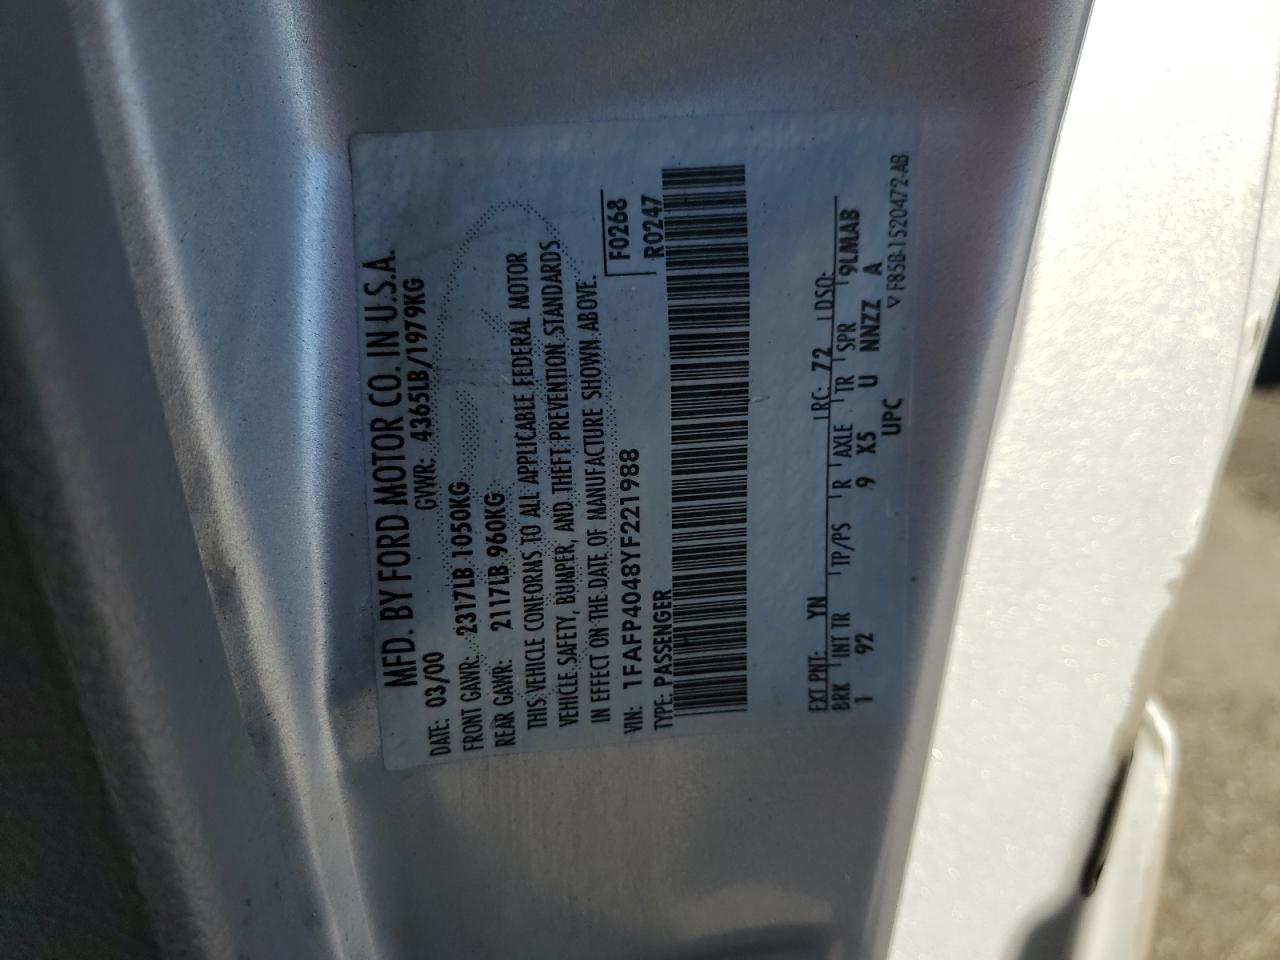 MFD. BY FORD MOTOR CO. IN U.S.A.
DATE: 03/00 GVWR: 4365LB/1979KG
FRONT GAWR: 2317LB 1050KG
REAR GAWR: 2117LB 960KG
THIS VEHICLE CONFORMS TO ALL APPLICABLE FEDERAL MOTOR
VEHICLE SAFETY, BUMPER, AND THEFT PREVENTION STANDARDS
IN EFFECT ON THE DATE OF MANUFACTURE SHOWN ABOVE.
VIN: 1FAFP4048YF221988 F0268
TYPE: PASSENGER R0247
EXT PNT: YN RC: 72 DSO:
BRK INT TR TP/PS R AXLE TR SPR 9LMAB
1 92 9 X5 U NNZZ A
UPC ▽F85B-1520472-AB